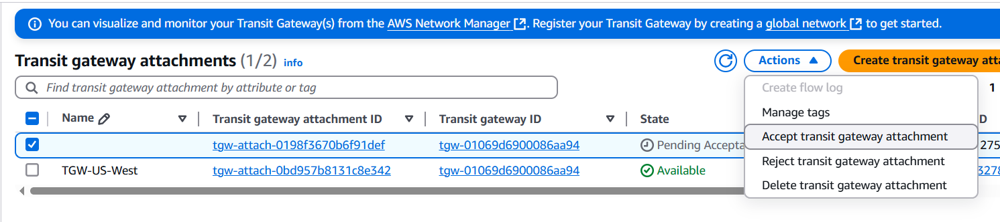 You can visualize and monitor your Transit Gateway(s) from the AWS Network Manager. Register your Transit Gateway by creating a global network to get started.
Transit gateway attachments (1/2) info
Actions
Create transit gateway
Find transit gateway attachment by attribute or tag
1
Create flow log
Manage tags
Accept transit gateway attachment
Reject transit gateway attachment
Delete transit gateway attachment
Name Transit gateway attachment ID Transit gateway ID State D
tgw-attach-0198f3670b6f91def tgw-01069d6900086aa94 Pending 275
TGW-US-West tgw-attach-0bd957b8131c8e342 tgw-01069d6900086aa94 Available 3278